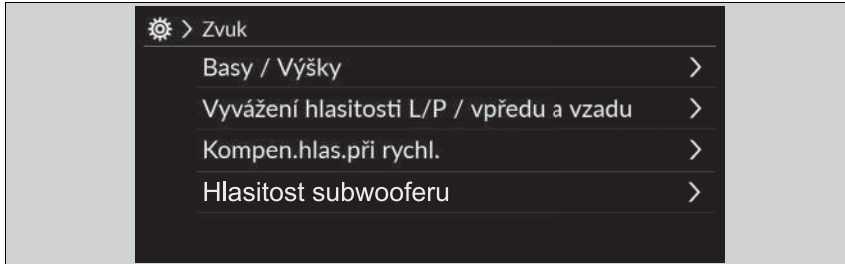 > Zvuk
Basy / Výšky >
Vyvážení hlasitosti L/P / vpředu a vzadu >
Kompen.hlas.při rychl. >
Hlasitost subwooferu >